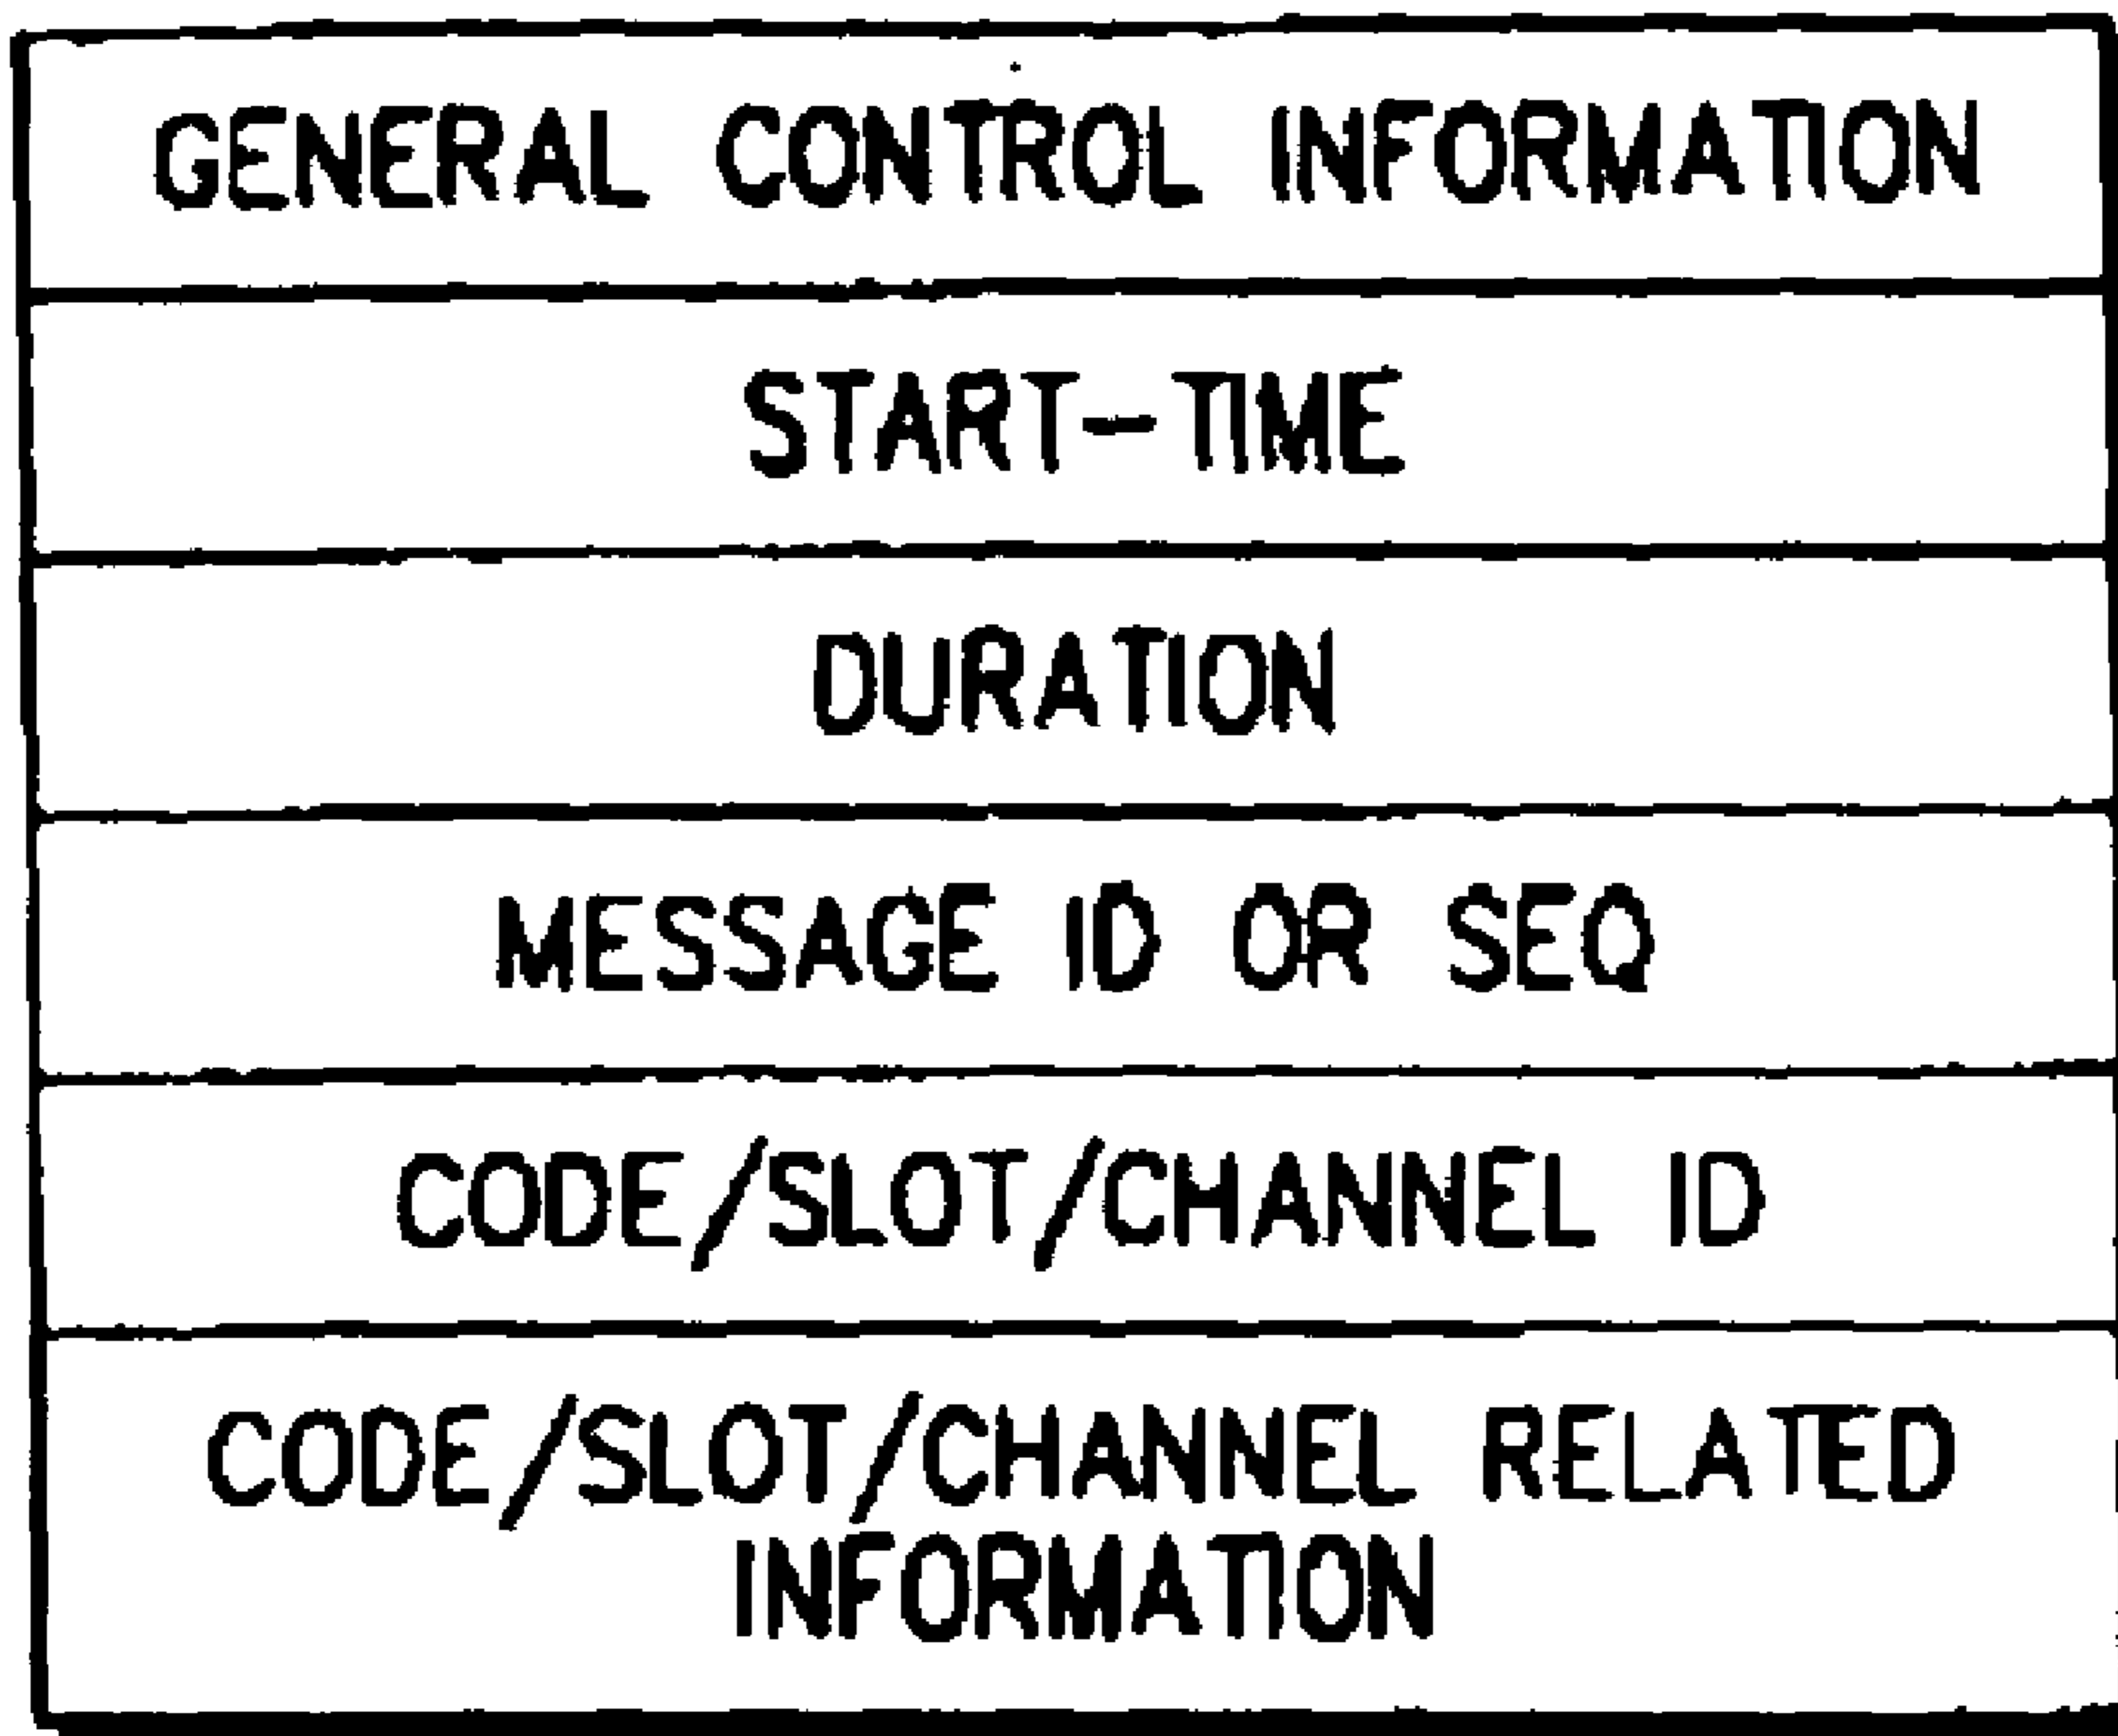 GENERAL CONTROL INFORMATION
START-TIME
DURATION
MESSAGE ID OR SEQ
CODE/SLOT/CHANNEL ID
CODE/SLOT/CHANNEL RELATED
INFORMATION